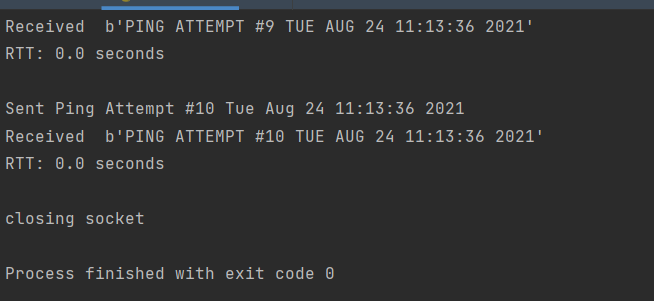 Received  b'PING ATTEMPT #9 TUE AUG 24 11:13:36 2021'
RTT: 0.0 seconds
Sent Ping Attempt #10 Tue Aug 24 11:13:36 2021
Received  b'PING ATTEMPT #10 TUE AUG 24 11:13:36 2021'
RTT: 0.0 seconds
closing socket
Process finished with exit code 0